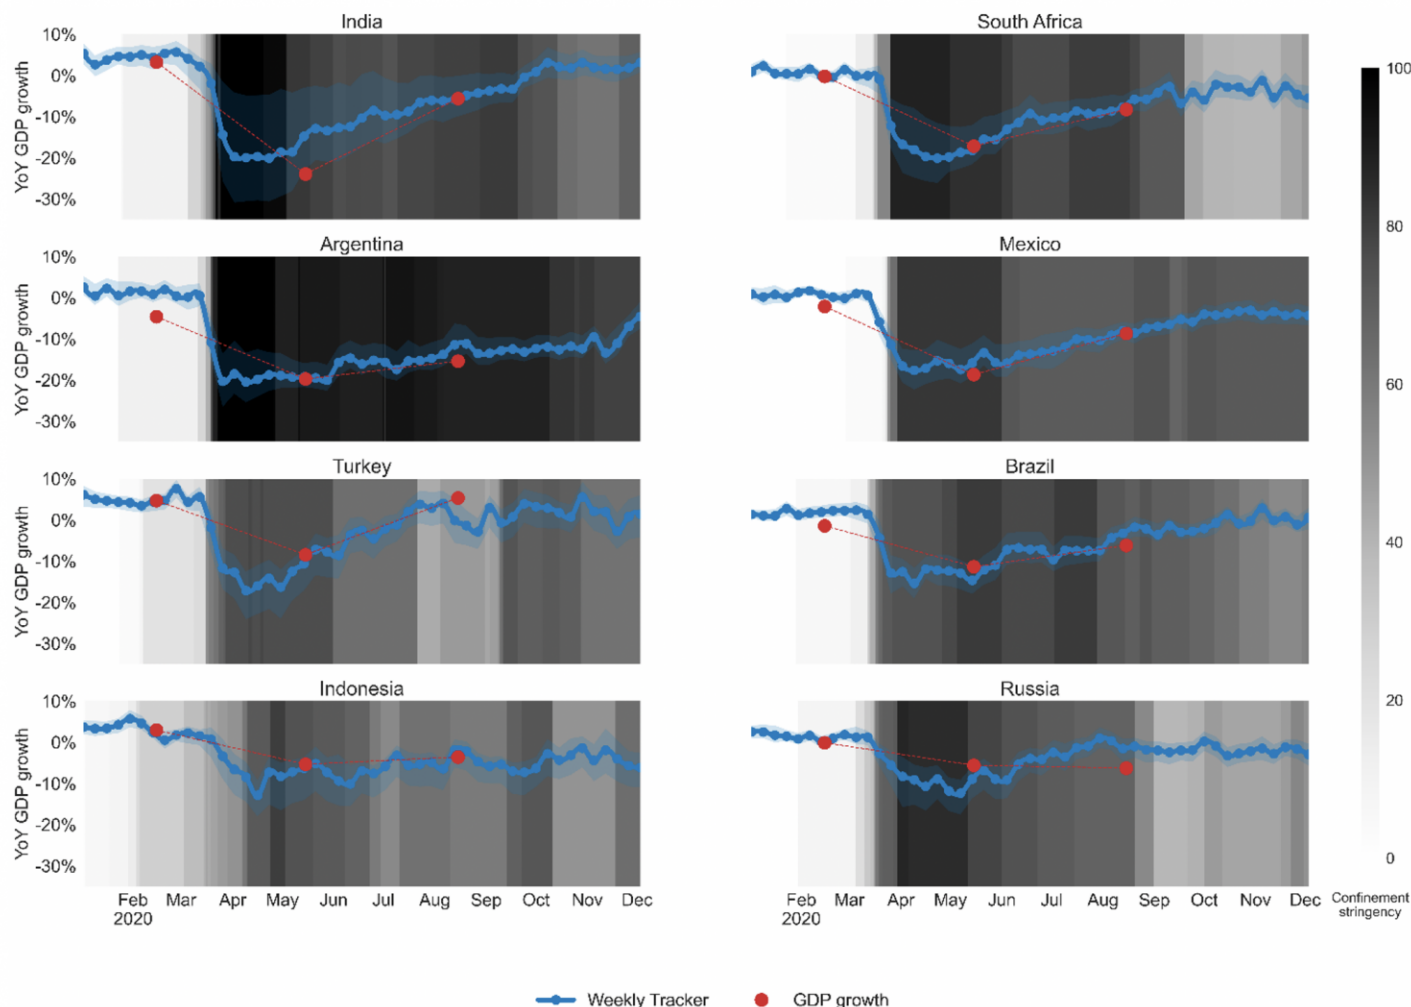 India
South Africa
10%
0%
-10%
-20%
-30%
YoY GDP growth
100
80
60
40
20
0
Confinement
stringency
Argentina
Mexico
10%
0%
-10%
-20%
-30%
YoY GDP growth
Turkey
Brazil
10%
0%
-10%
-20%
-30%
YoY GDP growth
Indonesia
Russia
10%
0%
-10%
-20%
-30%
YoY GDP growth
Feb Mar Apr May Jun Jul Aug Sep Oct Nov Dec
2020
Feb Mar Apr May Jun Jul Aug Sep Oct Nov Dec
2020
Weekly Tracker GDP growth